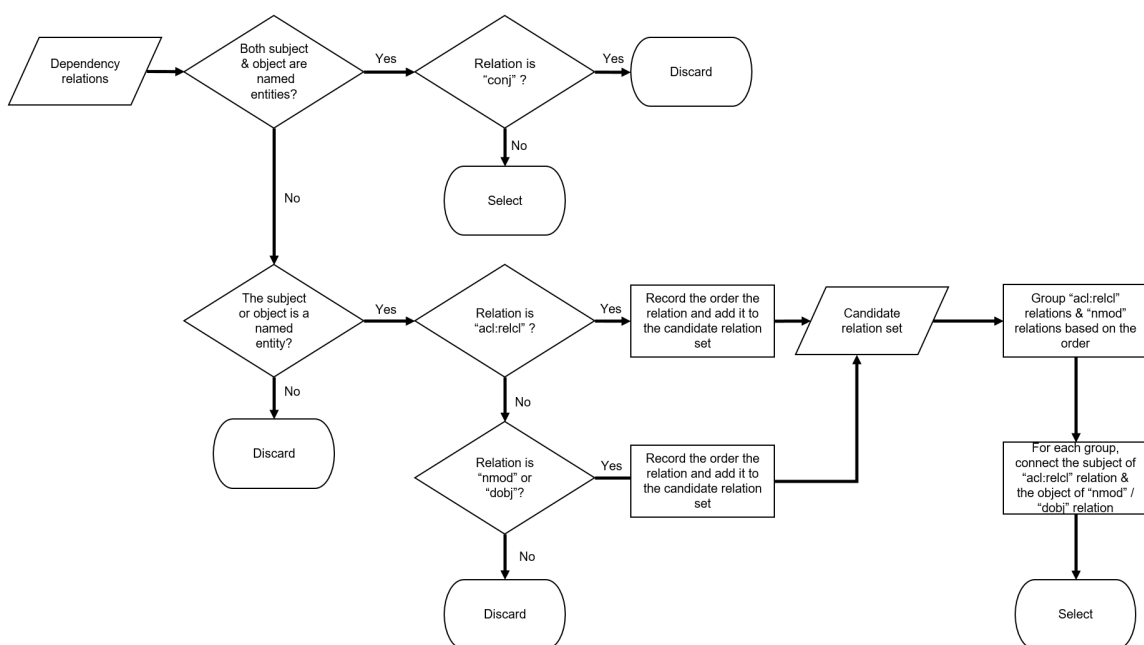 Dependency
relations
Both subject
& object are
named
entities?
Yes
Relation is
“conj” ?
Yes
Discard
No
Select
No
The subject
or object is a
named
entity?
Yes
Relation is
“acl:relcl” ?
Yes
Record the order the
relation and add it to
the candidate relation
set
Candidate
relation set
Group “acl:relcl”
relations & “nmod”
relations based on the
order
No
Discard
No
Relation is
“nmod” or
“dobj”?
Yes
Record the order the
relation and add it to
the candidate relation
set
For each group,
connect the subject of
“acl:relcl” relation &
the object of “nmod” /
“dobj” relation
No
Discard
Select